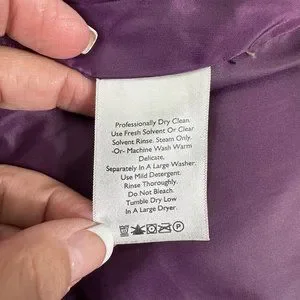 Professionally Dry Clean.
Use Fresh Solvent Or Clear
Solvent Rinse. Steam Only.
-Or- Machine Wash Warm
Delicate,
Separately In A Large Washer.
Use Mild Detergent.
Rinse Thoroughly.
Do Not Bleach.
Tumble Dry Low
In A Large Dryer.
P